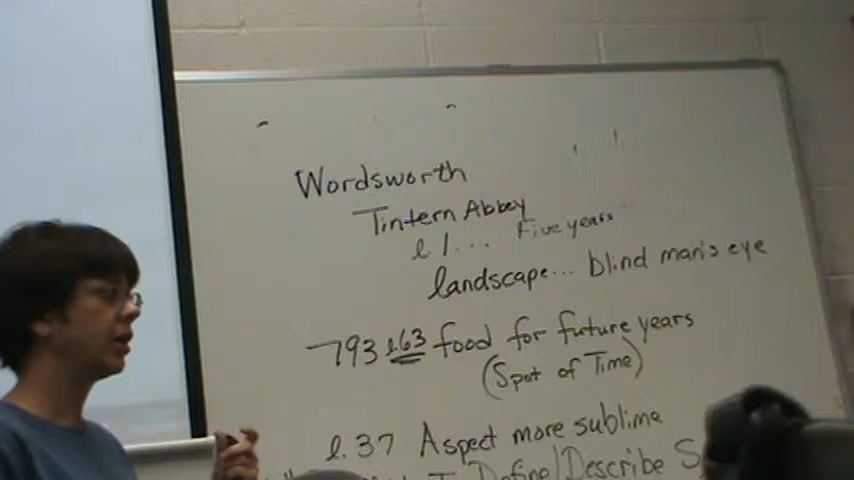 Wordsworth
Tintern Abbey
l 1... Five years
landscape... blind man's eye
793 l.63 food for future years
(Spot of Time)
l.37 Aspect more sublime
Define/Describe S